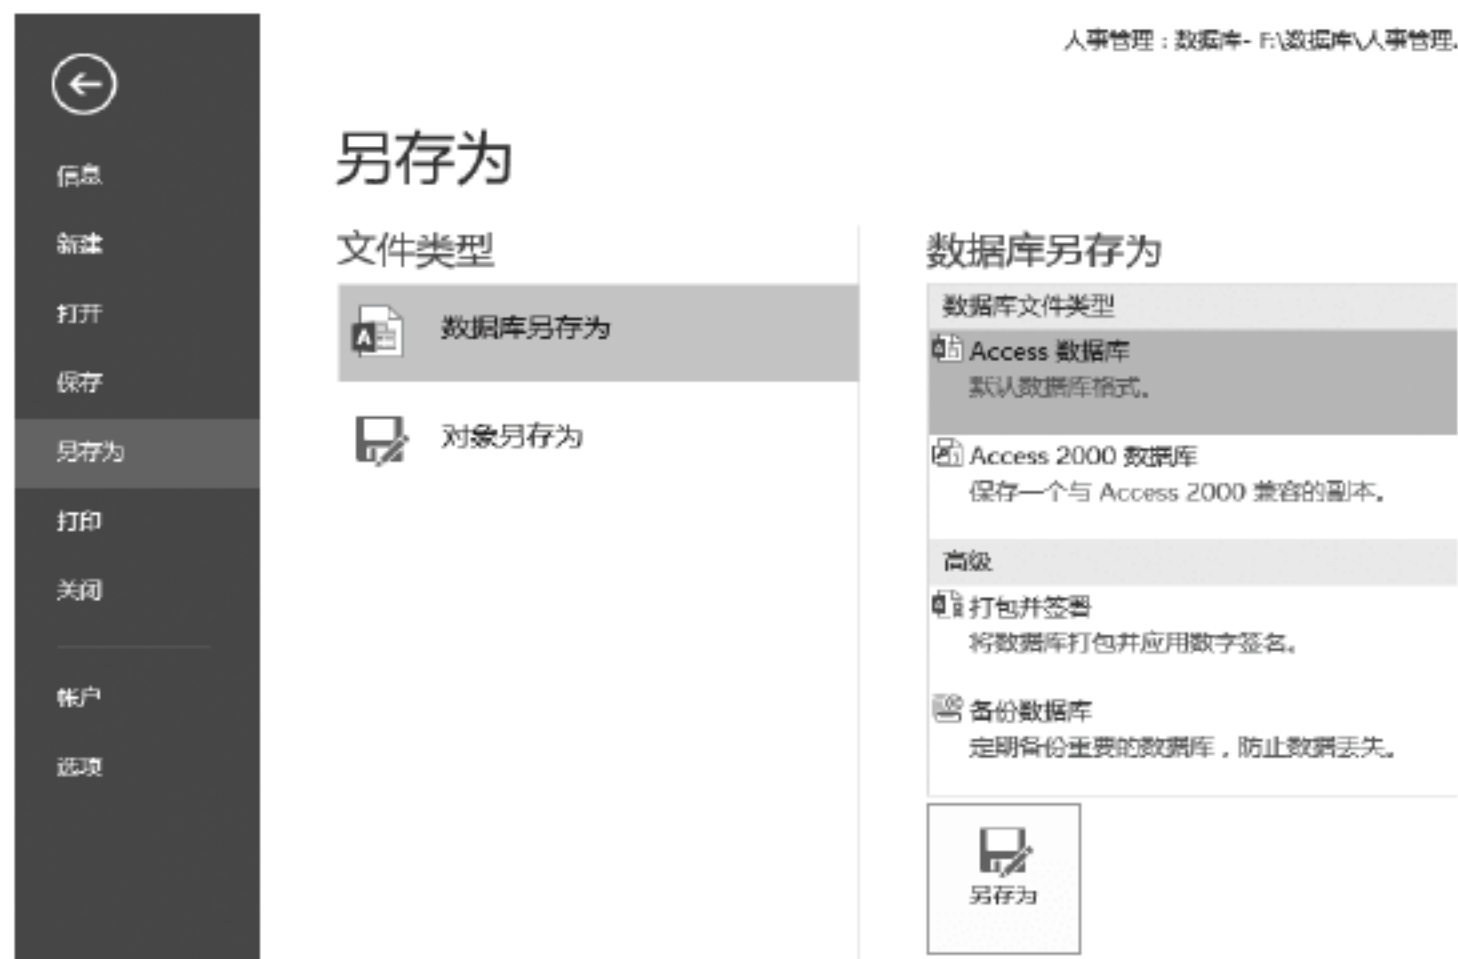 人事管理：数据库- F:\数据库\人事管理.
信息
新建
打开
保存
另存为
打印
关闭
帐户
选项
另存为
文件类型
数据库另存为
对象另存为
数据库另存为
数据库文件类型
Access 数据库
默认数据库格式。
Access 2000 数据库
保存一个与 Access 2000 兼容的副本。
高级
打包并签署
将数据库打包并应用数字签名。
备份数据库
定期备份重要的数据库，防止数据丢失。
另存为